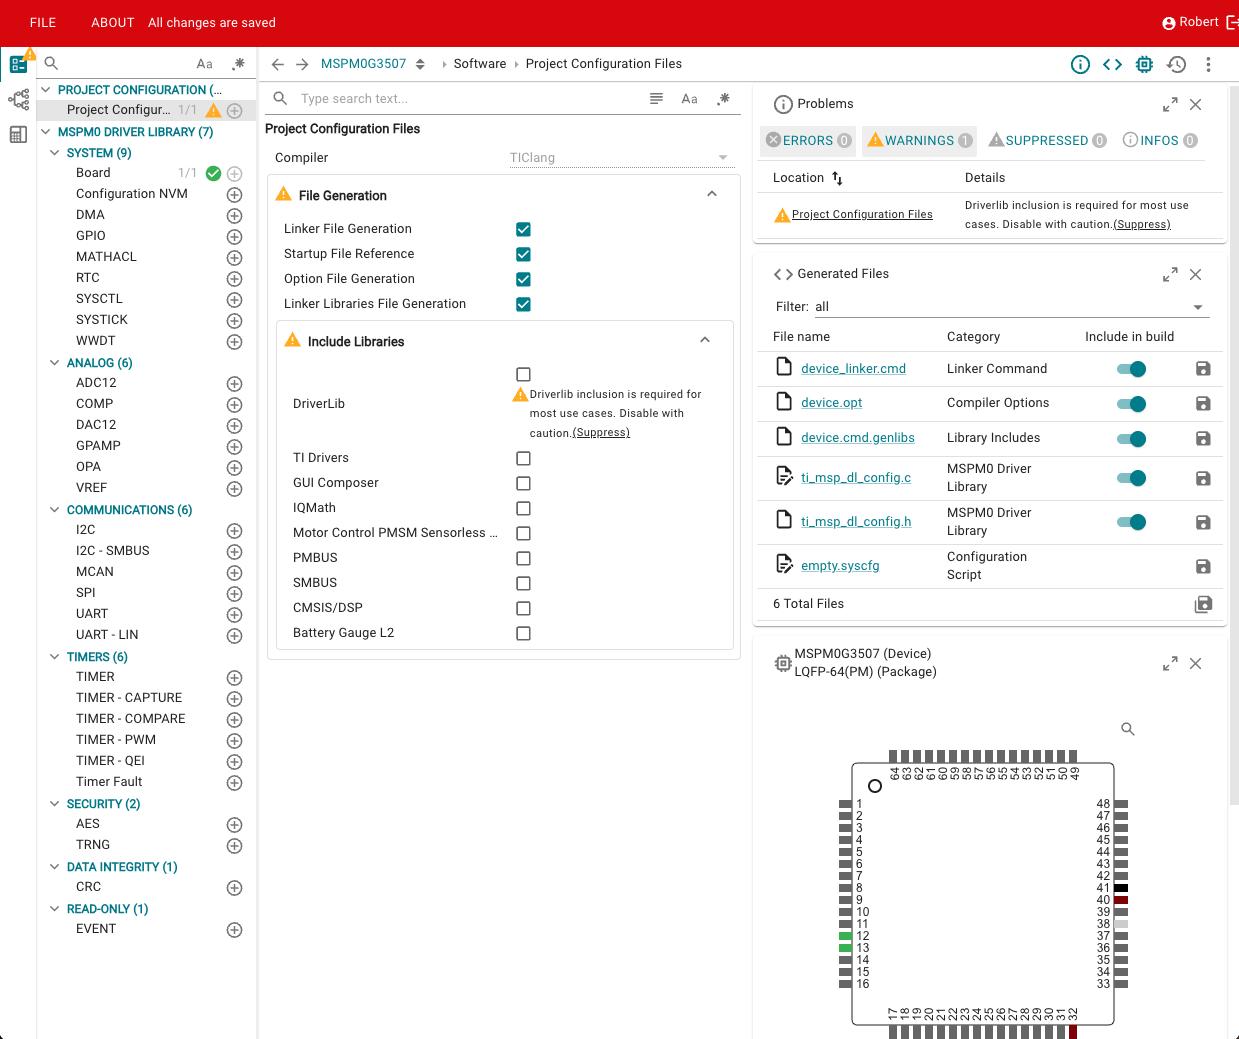 FILE ABOUT All changes are saved Robert
Aa .*
PROJECT CONFIGURATION (...
Project Configur... 1/1
MSPM0 DRIVER LIBRARY (7)
SYSTEM (9)
Board 1/1
Configuration NVM
DMA
GPIO
MATHACL
RTC
SYSCTL
SYSTICK
WWDT
ANALOG (6)
ADC12
COMP
DAC12
GPAMP
OPA
VREF
COMMUNICATIONS (6)
I2C
I2C - SMBUS
MCAN
SPI
UART
UART - LIN
TIMERS (6)
TIMER
TIMER - CAPTURE
TIMER - COMPARE
TIMER - PWM
TIMER - QEI
Timer Fault
SECURITY (2)
AES
TRNG
DATA INTEGRITY (1)
CRC
READ-ONLY (1)
EVENT
MSPM0G3507 › Software › Project Configuration Files
Type search text... Aa .*
Project Configuration Files
Compiler TIClang
File Generation
Linker File Generation
Startup File Reference
Option File Generation
Linker Libraries File Generation
Include Libraries
DriverLib
Driverlib inclusion is required for
most use cases. Disable with
caution.(Suppress)
TI Drivers
GUI Composer
IQMath
Motor Control PMSM Sensorless ...
PMBUS
SMBUS
CMSIS/DSP
Battery Gauge L2
Problems
ERRORS 0 WARNINGS 1 SUPPRESSED 0 INFOS 0
Location Details
Project Configuration Files
Driverlib inclusion is required for most use
cases. Disable with caution.(Suppress)
Generated Files
Filter: all
File name Category Include in build
device_linker.cmd Linker Command
device.opt Compiler Options
device.cmd.genlibs Library Includes
ti_msp_dl_config.c MSPM0 Driver
Library
ti_msp_dl_config.h MSPM0 Driver
Library
empty.syscfg Configuration
Script
6 Total Files
MSPM0G3507 (Device)
LQFP-64(PM) (Package)
64 63 62 61 60 59 58 57 56 55 54 53 52 51 50 49
1 48
2 47
3 46
4 45
5 44
6 43
7 42
8 41
9 40
10 39
11 38
12 37
13 36
14 35
15 34
16 33
17 18 19 20 21 22 23 24 25 26 27 28 29 30 31 32